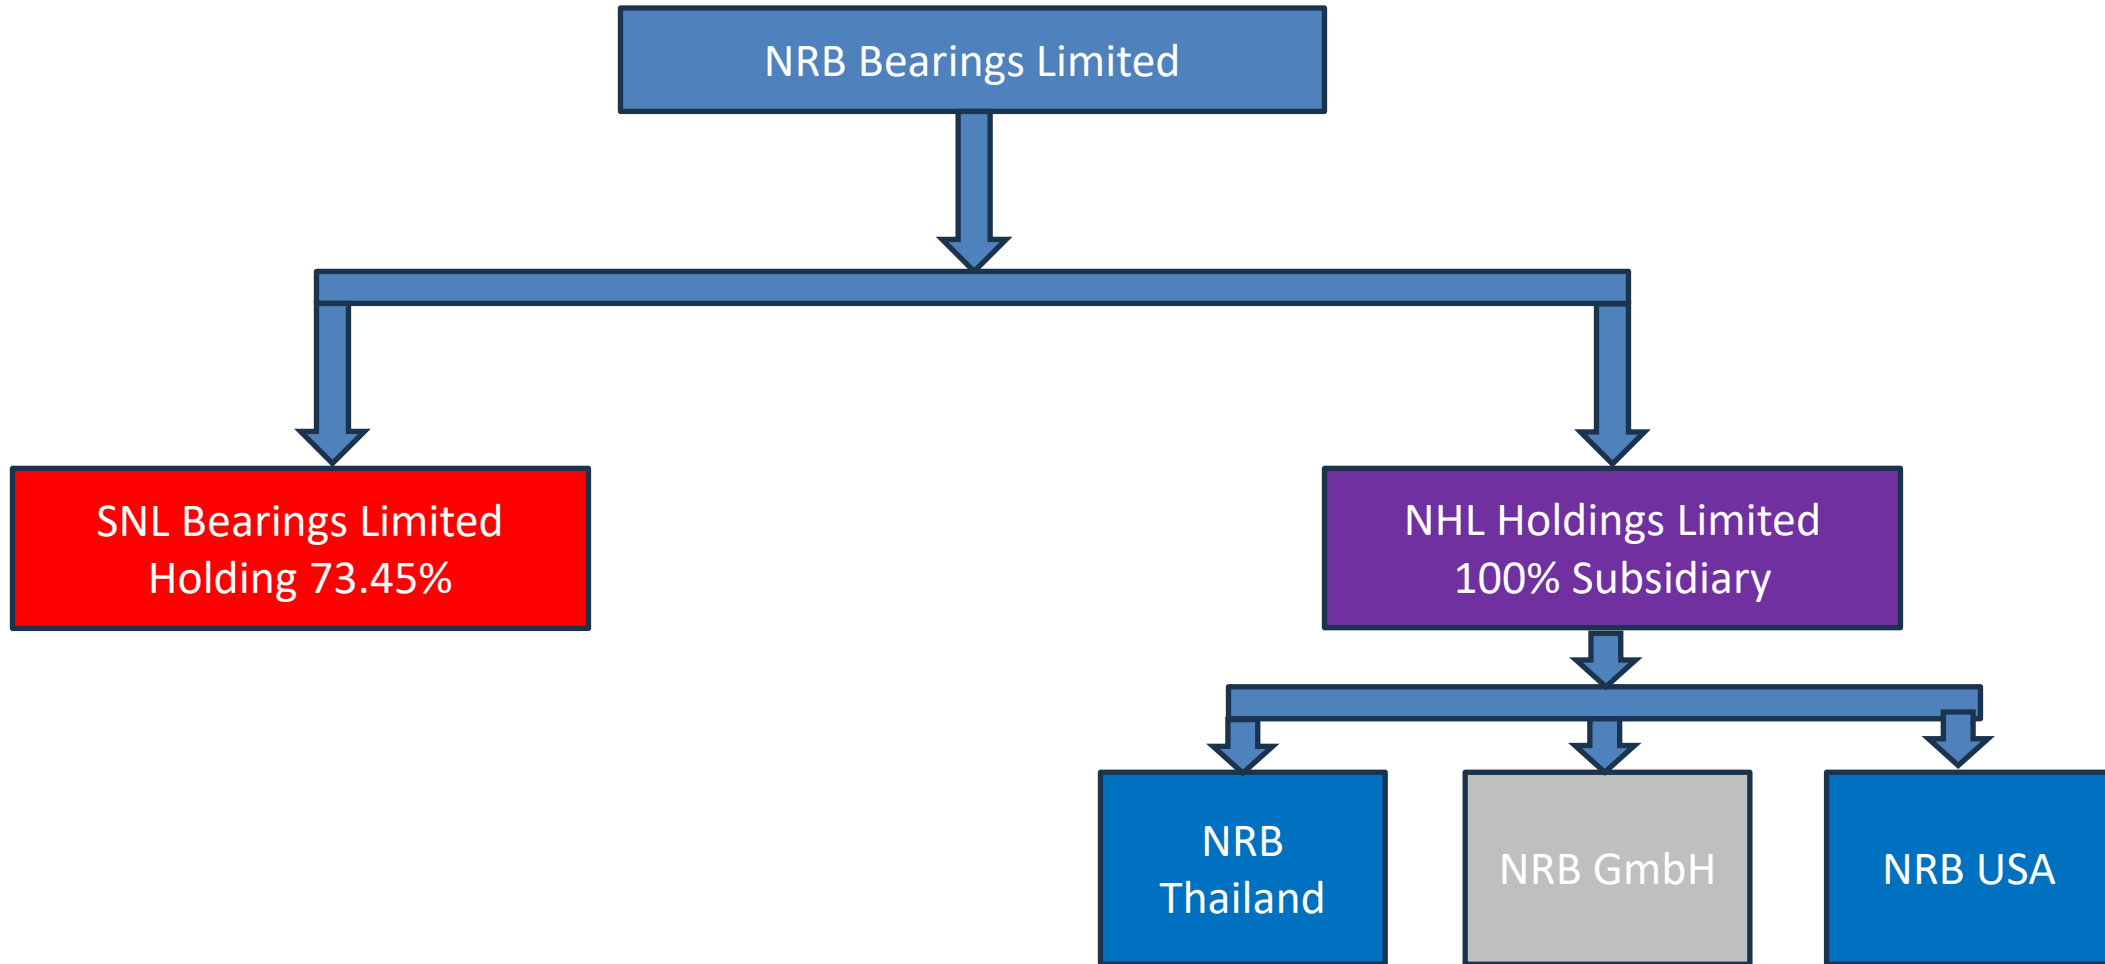 NRB Bearings Limited
SNL Bearings Limited
Holding 73.45%
NHL Holdings Limited
100% Subsidiary
NRB
Thailand
NRB GmbH
NRB USA